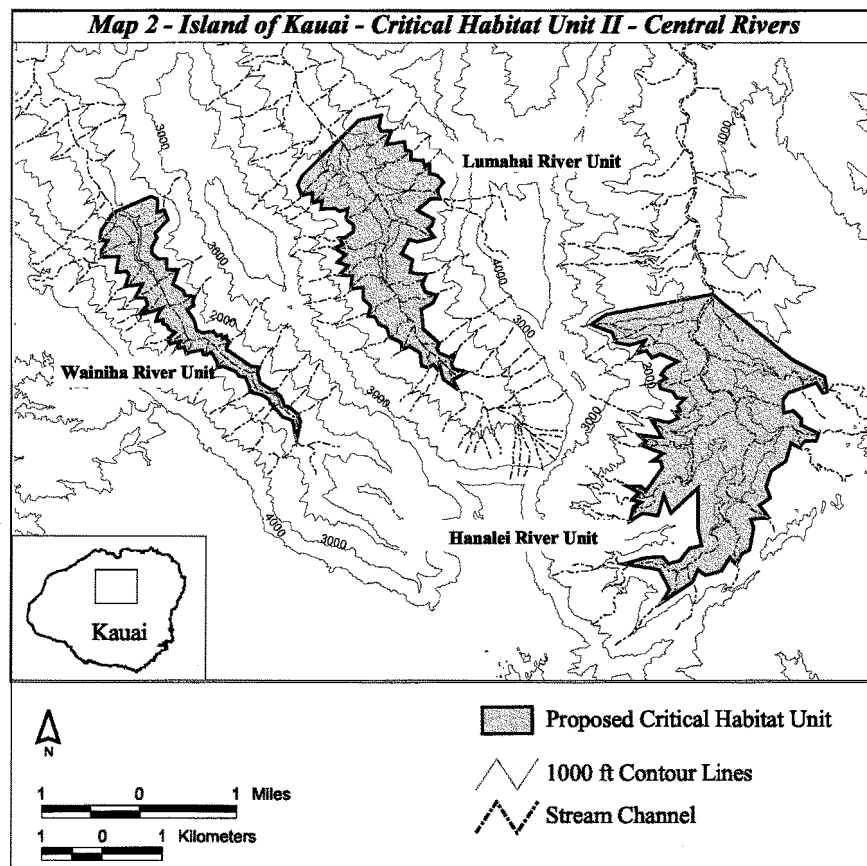 Map 2 - Island of Kauai - Critical Habitat Unit II - Central Rivers
3000
1000
Lumahai River Unit
3000
4000
2000
3000
Wainiha River Unit
2000
3000
3000
4000
3000
Hanalei River Unit
Kauai
N
1 0 1 Miles
1 0 1 Kilometers
Proposed Critical Habitat Unit
1000 ft Contour Lines
Stream Channel